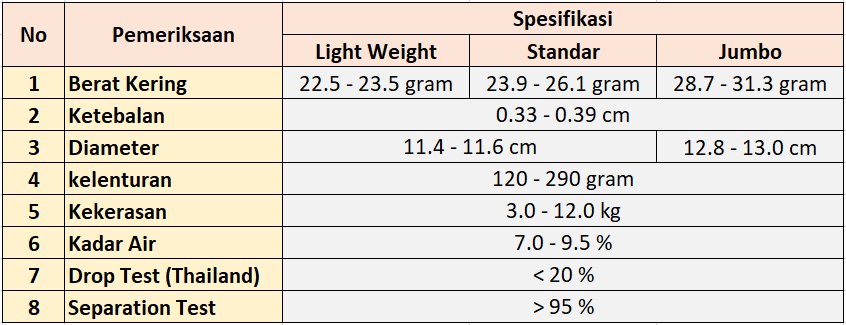 No Pemeriksaan Spesifikasi
Light Weight Standar Jumbo
1 Berat Kering 22.5 - 23.5 gram 23.9 - 26.1 gram 28.7 - 31.3 gram
2 Ketebalan 0.33 - 0.39 cm
3 Diameter 11.4 - 11.6 cm 12.8 - 13.0 cm
4 kelenturan 120 - 290 gram
5 Kekerasan 3.0 - 12.0 kg
6 Kadar Air 7.0 - 9.5 %
7 Drop Test (Thailand) < 20 %
8 Separation Test > 95 %